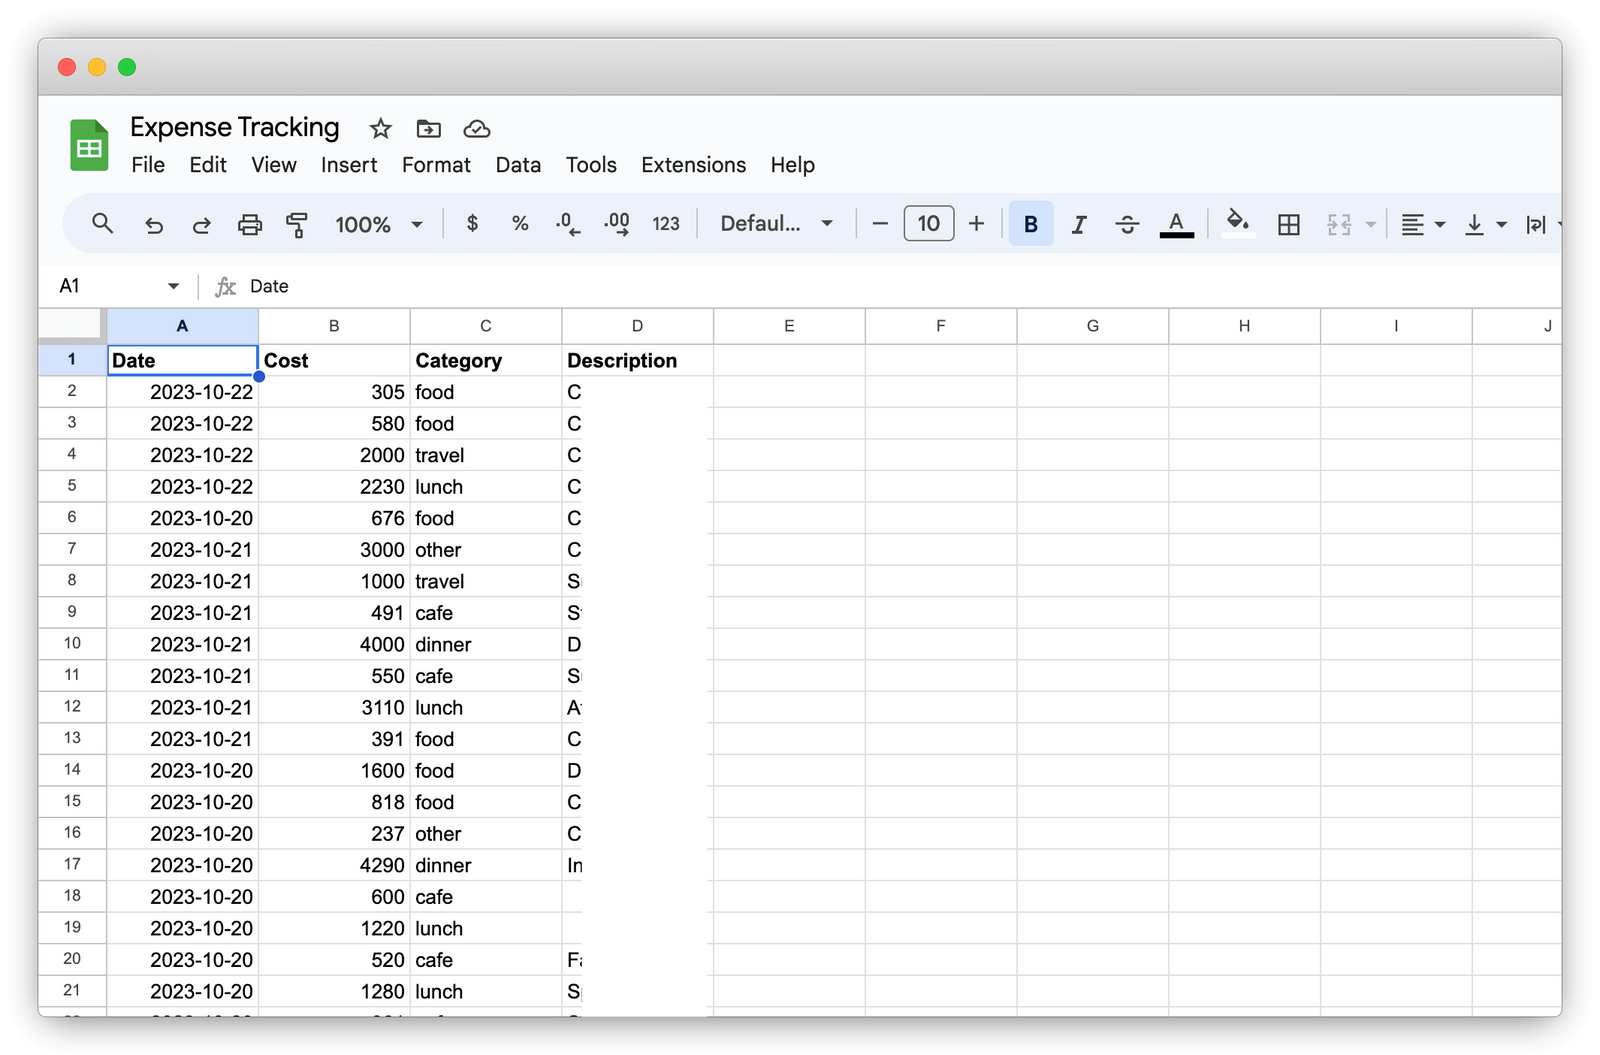 Expense Tracking
File Edit View Insert Format Data Tools Extensions Help
100% $ % .0 .00 123 Defaul... 10 B I S A
A1 fx Date
A B C D E F G H I J
1 Date Cost Category Description
2 2023-10-22 305 food C
3 2023-10-22 580 food C
4 2023-10-22 2000 travel C
5 2023-10-22 2230 lunch C
6 2023-10-20 676 food C
7 2023-10-21 3000 other C
8 2023-10-21 1000 travel S
9 2023-10-21 491 cafe S
10 2023-10-21 4000 dinner D
11 2023-10-21 550 cafe S
12 2023-10-21 3110 lunch A
13 2023-10-21 391 food C
14 2023-10-20 1600 food D
15 2023-10-20 818 food C
16 2023-10-20 237 other C
17 2023-10-20 4290 dinner In
18 2023-10-20 600 cafe
19 2023-10-20 1220 lunch
20 2023-10-20 520 cafe Fa
21 2023-10-20 1280 lunch Sp